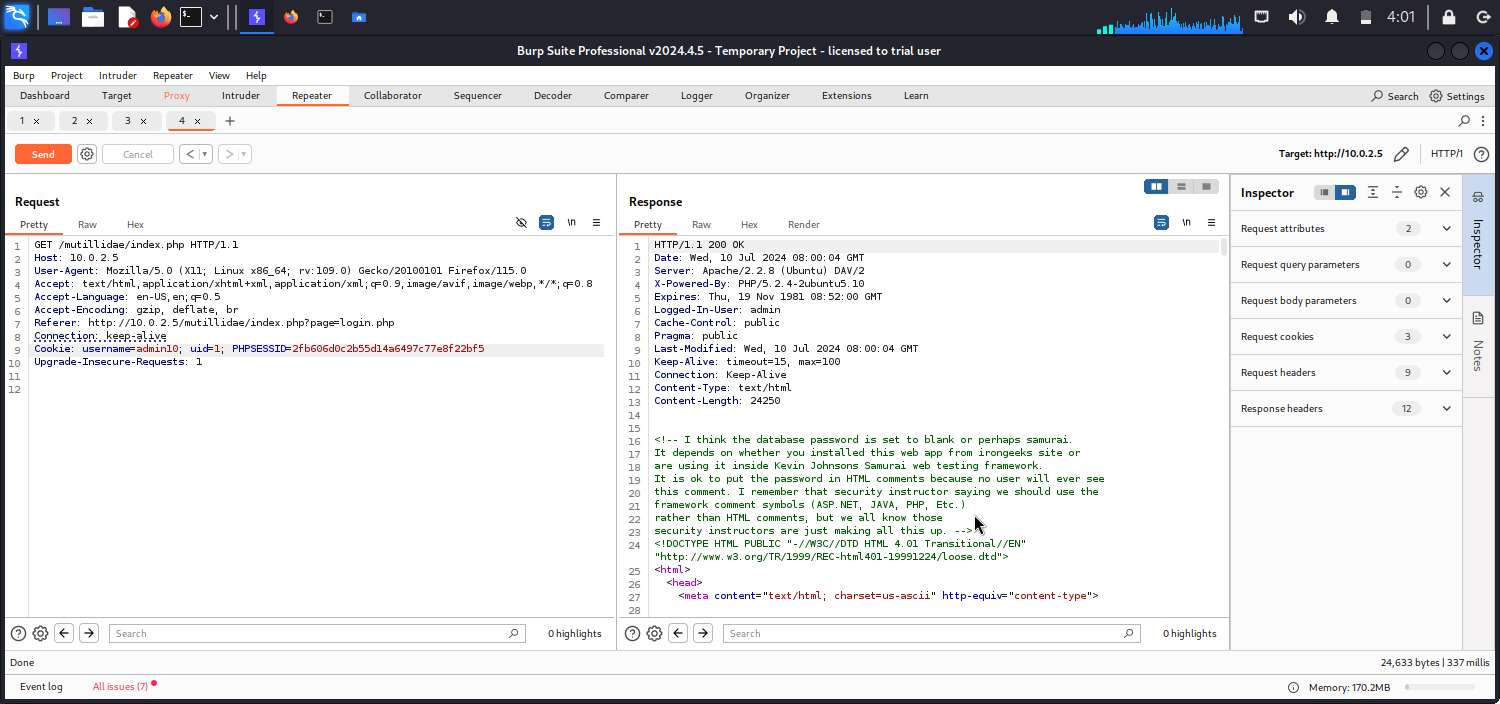 4:01
Burp Suite Professional v2024.4.5 - Temporary Project - licensed to trial user
Burp Project Intruder Repeater View Help
Dashboard Target Proxy Intruder Repeater Collaborator Sequencer Decoder Comparer Logger Organizer Extensions Learn Search Settings
1 × 2 × 3 × 4 × +
Send Cancel < > Target: http://10.0.2.5 HTTP/1
Request
Pretty Raw Hex \n
1 GET /mutillidae/index.php HTTP/1.1
2 Host: 10.0.2.5
3 User-Agent: Mozilla/5.0 (X11; Linux x86_64; rv:109.0) Gecko/20100101 Firefox/115.0
4 Accept: text/html,application/xhtml+xml,application/xml;q=0.9,image/avif,image/webp,*/*;q=0.8
5 Accept-Language: en-US,en;q=0.5
6 Accept-Encoding: gzip, deflate, br
7 Referer: http://10.0.2.5/mutillidae/index.php?page=login.php
8 Connection: keep-alive
9 Cookie: username=admin10; uid=1; PHPSESSID=2fb606d0c2b55d14a6497c77e8f22bf5
10 Upgrade-Insecure-Requests: 1
11
12
Search 0 highlights
Response
Pretty Raw Hex Render \n
1 HTTP/1.1 200 OK
2 Date: Wed, 10 Jul 2024 08:00:04 GMT
3 Server: Apache/2.2.8 (Ubuntu) DAV/2
4 X-Powered-By: PHP/5.2.4-2ubuntu5.10
5 Expires: Thu, 19 Nov 1981 08:52:00 GMT
6 Logged-In-User: admin
7 Cache-Control: public
8 Pragma: public
9 Last-Modified: Wed, 10 Jul 2024 08:00:04 GMT
10 Keep-Alive: timeout=15, max=100
11 Connection: Keep-Alive
12 Content-Type: text/html
13 Content-Length: 24250
14
15
16 <!-- I think the database password is set to blank or perhaps samurai.
17 It depends on whether you installed this web app from irongeeks site or
18 are using it inside Kevin Johnsons Samurai web testing framework.
19 It is ok to put the password in HTML comments because no user will ever see
20 this comment. I remember that security instructor saying we should use the
21 framework comment symbols (ASP.NET, JAVA, PHP, Etc.)
22 rather than HTML comments, but we all know those
23 security instructors are just making all this up. -->
24 <!DOCTYPE HTML PUBLIC "-//W3C//DTD HTML 4.01 Transitional//EN"
"http://www.w3.org/TR/1999/REC-html401-19991224/loose.dtd">
25 <html>
26 <head>
27 <meta content="text/html; charset=us-ascii" http-equiv="content-type">
28
Search 0 highlights
Inspector
Request attributes 2
Request query parameters 0
Request body parameters 0
Request cookies 3
Request headers 9
Response headers 12
Inspector
Notes
Done 24,633 bytes | 337 millis
Event log All issues (7) Memory: 170.2MB